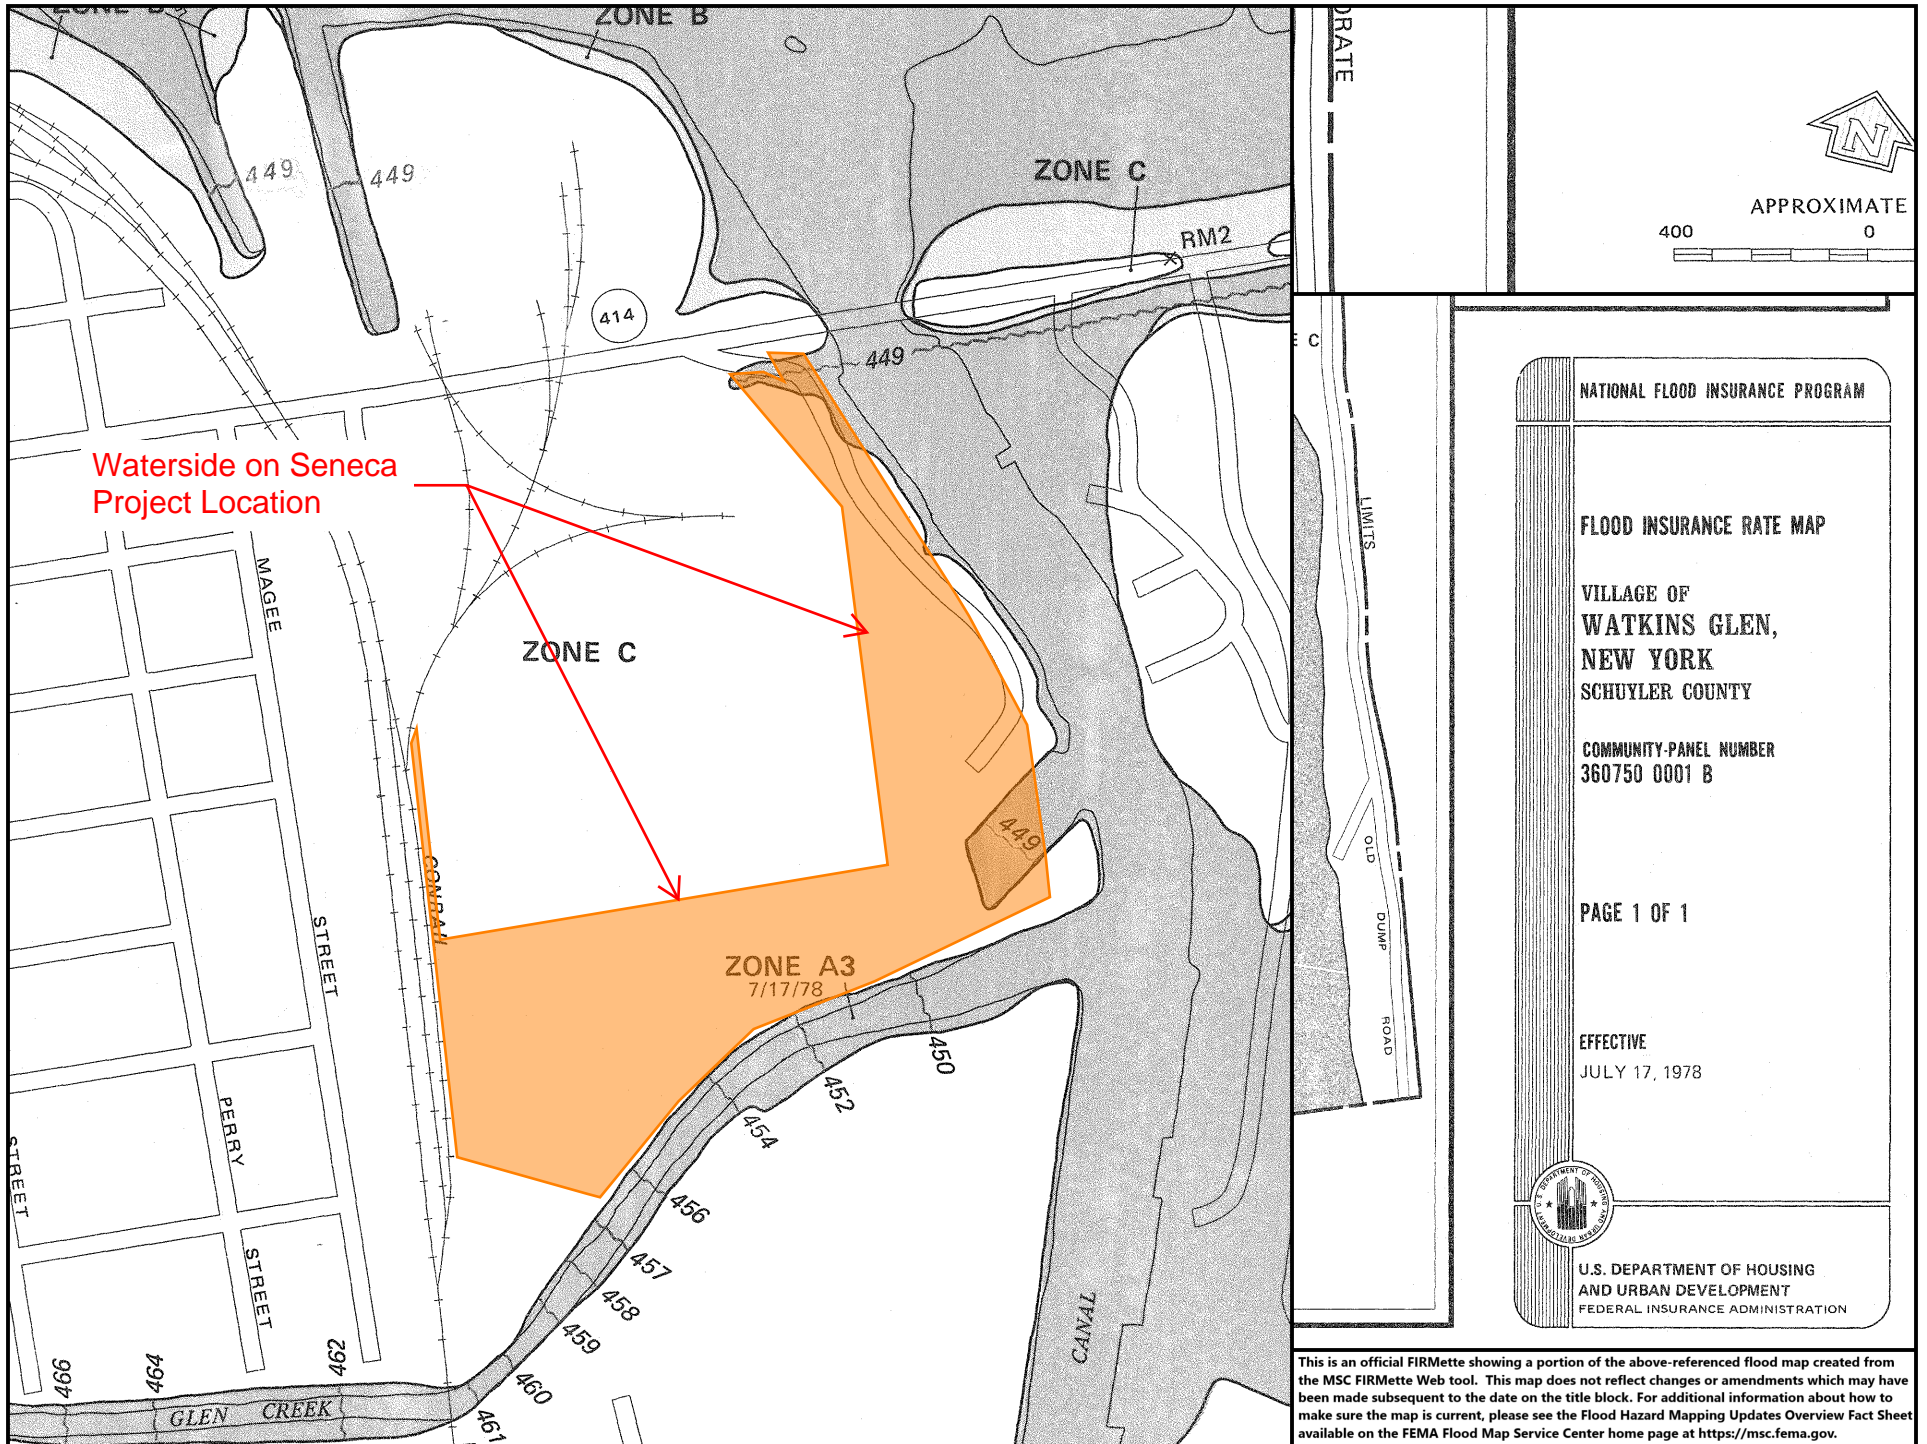 ZONE B
ZONE B
449
449
ZONE C
RM2
414
449
Waterside on Seneca
Project Location
MAGEE
STREET
ZONE C
CONRAIL
449
ZONE A3
7/17/78
450
452
454
456
457
458
459
460
461
462
464
466
PERRY
STREET
STREET
GLEN CREEK
CANAL
ORATE
N
APPROXIMATE
400 0
E C
LIMITS
OLD
DUMP
ROAD
NATIONAL FLOOD INSURANCE PROGRAM
FLOOD INSURANCE RATE MAP
VILLAGE OF
WATKINS GLEN,
NEW YORK
SCHUYLER COUNTY
COMMUNITY-PANEL NUMBER
360750 0001 B
PAGE 1 OF 1
EFFECTIVE
JULY 17, 1978
U.S. DEPARTMENT OF HOUSING AND URBAN DEVELOPMENT
U.S. DEPARTMENT OF HOUSING
AND URBAN DEVELOPMENT
FEDERAL INSURANCE ADMINISTRATION
This is an official FIRMette showing a portion of the above-referenced flood map created from
the MSC FIRMette Web tool. This map does not reflect changes or amendments which may have
been made subsequent to the date on the title block. For additional information about how to
make sure the map is current, please see the Flood Hazard Mapping Updates Overview Fact Sheet
available on the FEMA Flood Map Service Center home page at https://msc.fema.gov.